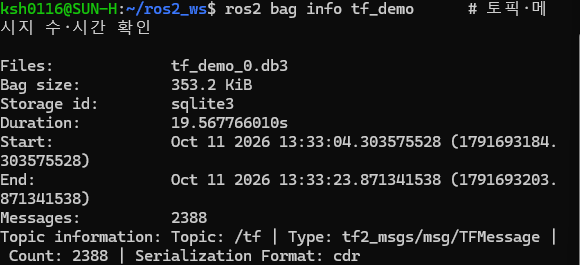 ksh0116@SUN-H:~/ros2_ws$ ros2 bag info tf_demo      # 토픽·메
시지 수·시간 확인

Files:             tf_demo_0.db3
Bag size:          353.2 KiB
Storage id:        sqlite3
Duration:          19.567766010s
Start:             Oct 11 2026 13:33:04.303575528 (1791693184.
303575528)
End:               Oct 11 2026 13:33:23.871341538 (1791693203.
871341538)
Messages:          2388
Topic information: Topic: /tf | Type: tf2_msgs/msg/TFMessage |
 Count: 2388 | Serialization Format: cdr